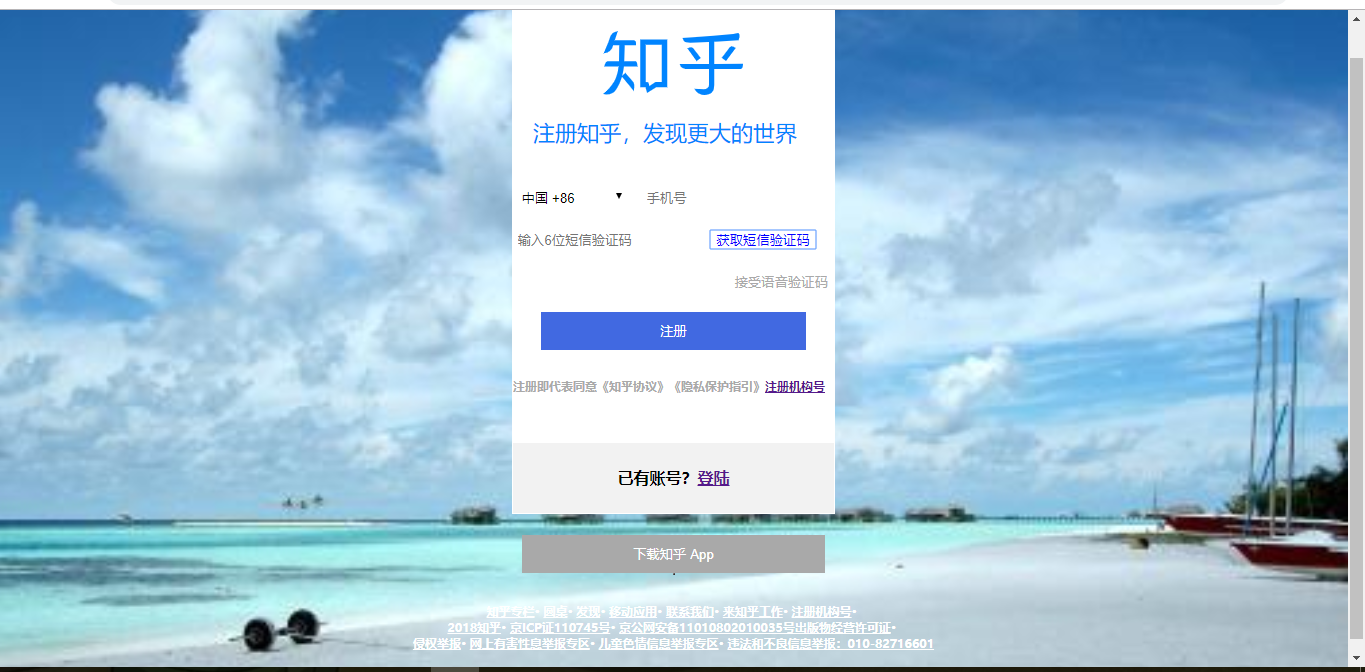 知乎
注册知乎，发现更大的世界
中国 +86 ▼ 手机号
输入6位短信验证码 获取短信验证码
接受语音验证码
注册
注册即代表同意《知乎协议》《隐私保护指引》注册机构号
已有账号？登陆
下载知乎 App
知乎专栏• 圆桌• 发现• 移动应用• 联系我们• 来知乎工作• 注册机构号•
2018知乎• 京ICP证110745号• 京公网安备11010802010035号出版物经营许可证•
侵权举报• 网上有害性息举报专区• 儿童色情信息举报专区• 违法和不良信息举报：010-82716601